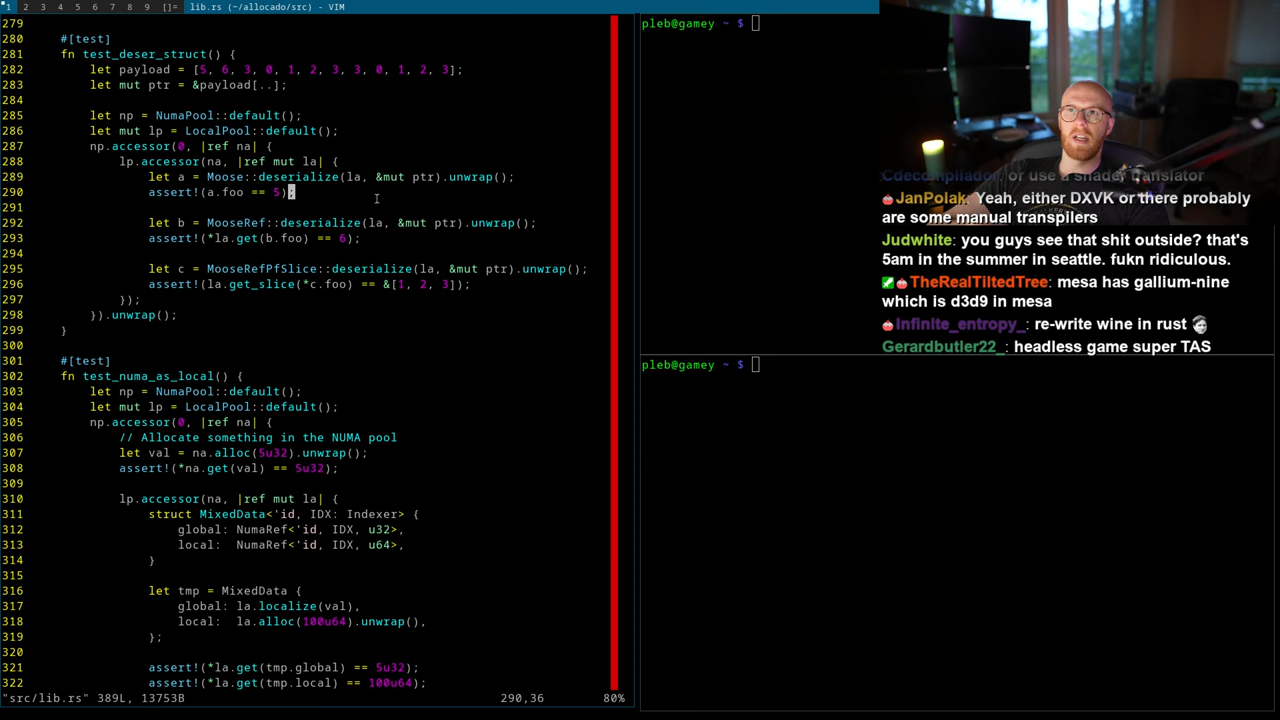 1 2 3 4 5 6 7 8 9 []= lib.rs (~/allocado/src) - VIM
279
280 #[test]
281 fn test_deser_struct() {
282 let payload = [5, 6, 3, 0, 1, 2, 3, 3, 0, 1, 2, 3];
283 let mut ptr = &payload[..];
284
285 let np = NumaPool::default();
286 let mut lp = LocalPool::default();
287 np.accessor(0, |ref na| {
288 lp.accessor(na, |ref mut la| {
289 let a = Moose::deserialize(la, &mut ptr).unwrap();
290 assert!(a.foo == 5);
291
292 let b = MooseRef::deserialize(la, &mut ptr).unwrap();
293 assert!(*la.get(b.foo) == 6);
294
295 let c = MooseRefPfSlice::deserialize(la, &mut ptr).unwrap();
296 assert!(la.get_slice(*c.foo) == &[1, 2, 3]);
297 });
298 }).unwrap();
299 }
300
301 #[test]
302 fn test_numa_as_local() {
303 let np = NumaPool::default();
304 let mut lp = LocalPool::default();
305 np.accessor(0, |ref na| {
306 // Allocate something in the NUMA pool
307 let val = na.alloc(5u32).unwrap();
308 assert!(*na.get(val) == 5u32);
309
310 lp.accessor(na, |ref mut la| {
311 struct MixedData<'id, IDX: Indexer> {
312 global: NumaRef<'id, IDX, u32>,
313 local: NumaRef<'id, IDX, u64>,
314 }
315
316 let tmp = MixedData {
317 global: la.localize(val),
318 local: la.alloc(100u64).unwrap(),
319 };
320
321 assert!(*la.get(tmp.global) == 5u32);
322 assert!(*la.get(tmp.local) == 100u64);
"src/lib.rs" 389L, 13753B 290,36 80%
pleb@gamey ~ $
pleb@gamey ~ $
Cdecompilador: or use a shader translator
JanPolak: Yeah, either DXVK or there probably
are some manual transpilers
Judwhite: you guys see that shit outside? that's
5am in the summer in seattle. fukn ridiculous.
TheRealTiltedTree: mesa has gallium-nine
which is d3d9 in mesa
Infinite_entropy_: re-write wine in rust
Gerardbutler22_: headless game super TAS